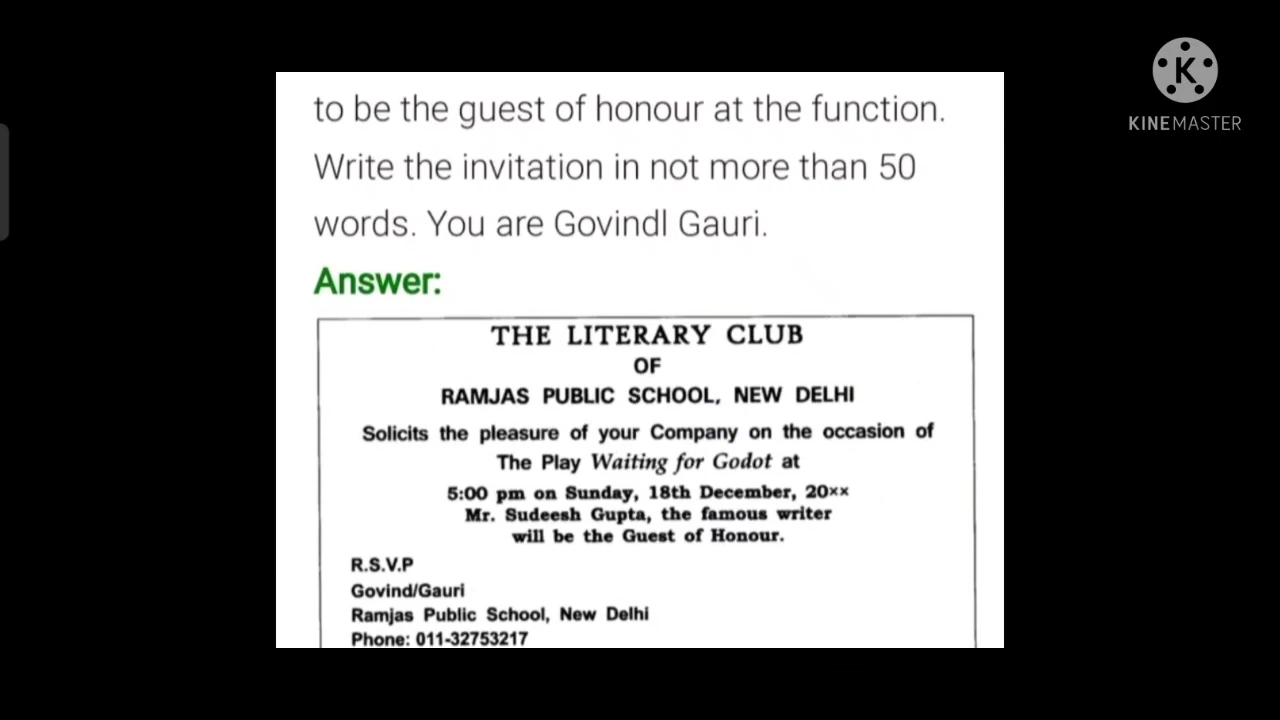 to be the guest of honour at the function.
Write the invitation in not more than 50
words. You are Govindl Gauri.
Answer:
THE LITERARY CLUB
OF
RAMJAS PUBLIC SCHOOL, NEW DELHI
Solicits the pleasure of your Company on the occasion of
The Play Waiting for Godot at
5:00 pm on Sunday, 18th December, 20××
Mr. Sudeesh Gupta, the famous writer
will be the Guest of Honour.
R.S.V.P
Govind/Gauri
Ramjas Public School, New Delhi
Phone: 011-32753217
K
KINEMASTER